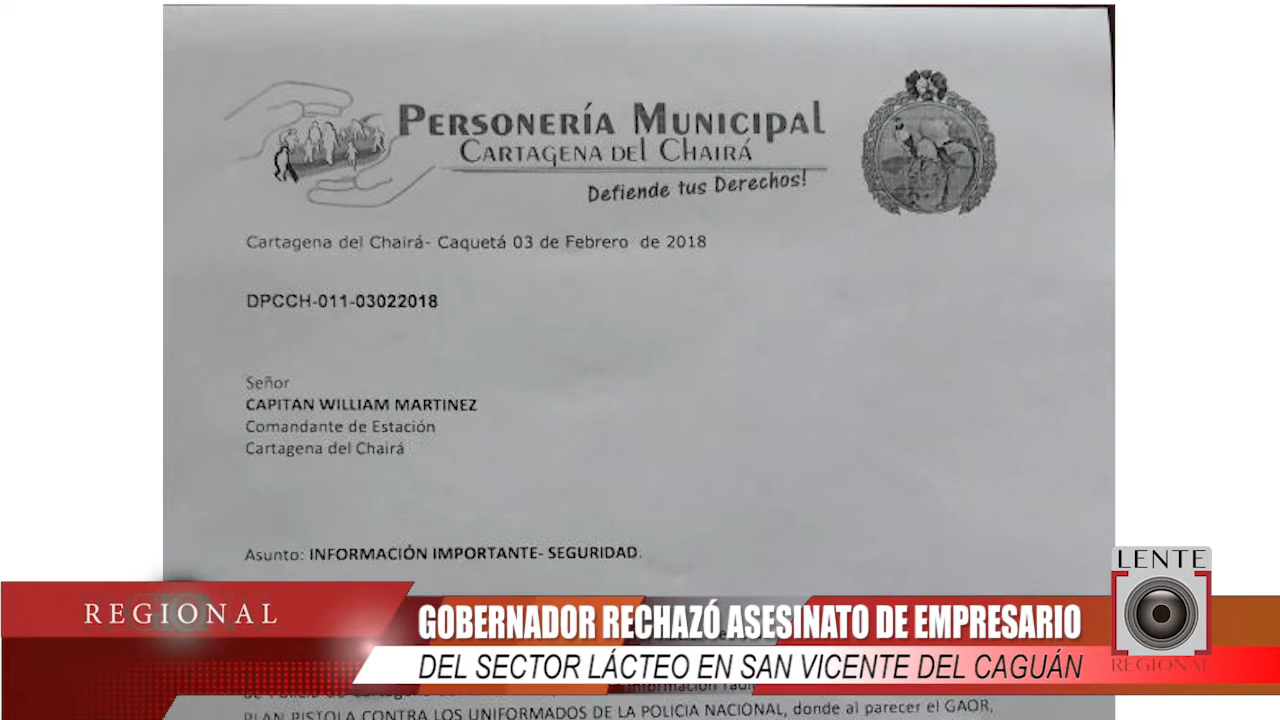 PERSONERÍA MUNICIPAL
CARTAGENA DEL CHAIRÁ
Defiende tus Derechos!
Cartagena del Chairá- Caquetá 03 de Febrero de 2018
DPCCH-011-03022018
Señor
CAPITAN WILLIAM MARTINEZ
Comandante de Estación
Cartagena del Chairá
Asunto: INFORMACIÓN IMPORTANTE- SEGURIDAD.
LENTE
REGIONAL
REGIONAL
GOBERNADOR RECHAZÓ ASESINATO DE EMPRESARIO
DEL SECTOR LÁCTEO EN SAN VICENTE DEL CAGUÁN
PLAN PISTOLA CONTRA LOS UNIFORMADOS DE LA POLICIA NACIONAL, donde al parecer el GAOR,